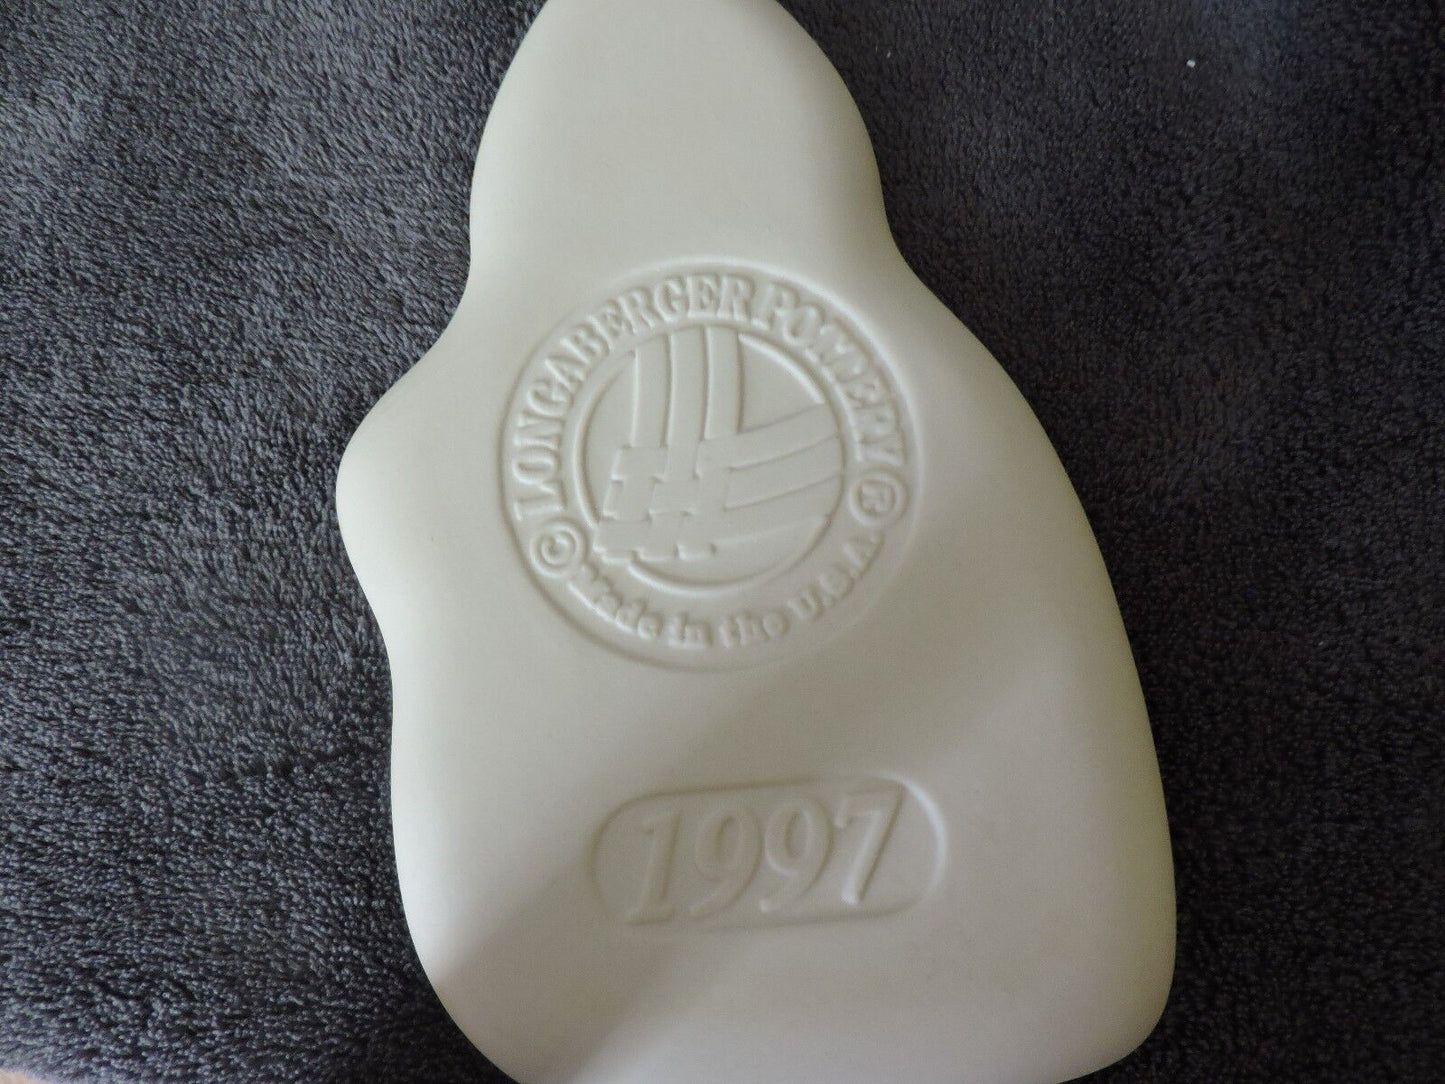 LONGABERGER POTTERY ®
© Made in the U.S.A.
1997